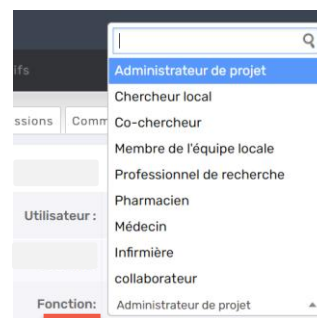 ifs
Administrateur de projet
Chercheur local
ssions Comm
Co-chercheur
Membre de l'équipe locale
Professionnel de recherche
Pharmacien
Utilisateur :
Médecin
Infirmière
collaborateur
Fonction: Administrateur de projet